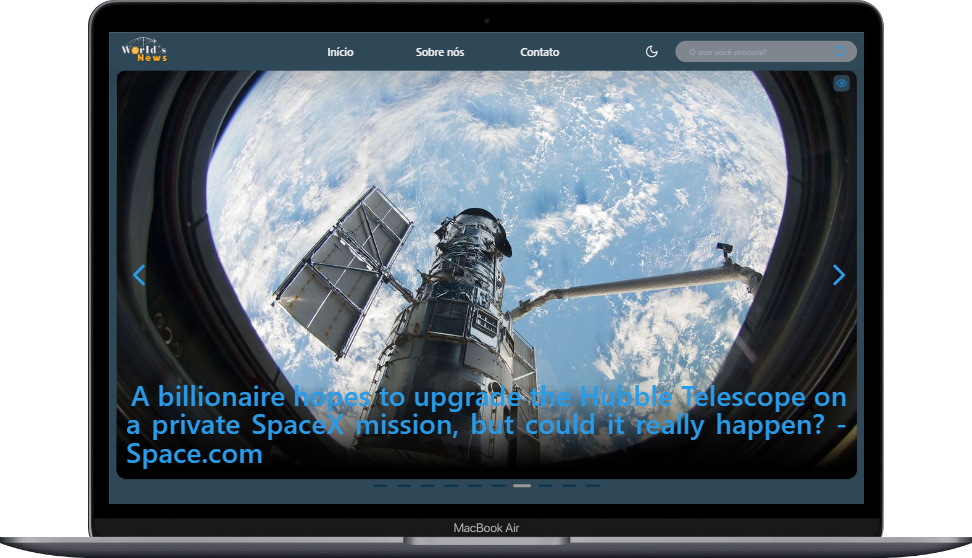 World's
News
Início
Sobre nós
Contato
O que você procura?
A billionaire hopes to upgrade the Hubble Telescope on
a private SpaceX mission, but could it really happen? -
Space.com
MacBook Air